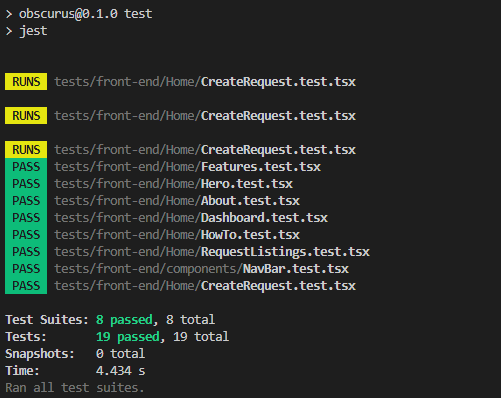 > obscurus@0.1.0 test
> jest
RUNS tests/front-end/Home/CreateRequest.test.tsx
RUNS tests/front-end/Home/CreateRequest.test.tsx
RUNS tests/front-end/Home/CreateRequest.test.tsx
PASS tests/front-end/Home/Features.test.tsx
PASS tests/front-end/Home/Hero.test.tsx
PASS tests/front-end/Home/About.test.tsx
PASS tests/front-end/Home/Dashboard.test.tsx
PASS tests/front-end/Home/HowTo.test.tsx
PASS tests/front-end/Home/RequestListings.test.tsx
PASS tests/front-end/components/NavBar.test.tsx
PASS tests/front-end/Home/CreateRequest.test.tsx
Test Suites: 8 passed, 8 total
Tests: 19 passed, 19 total
Snapshots: 0 total
Time: 4.434 s
Ran all test suites.